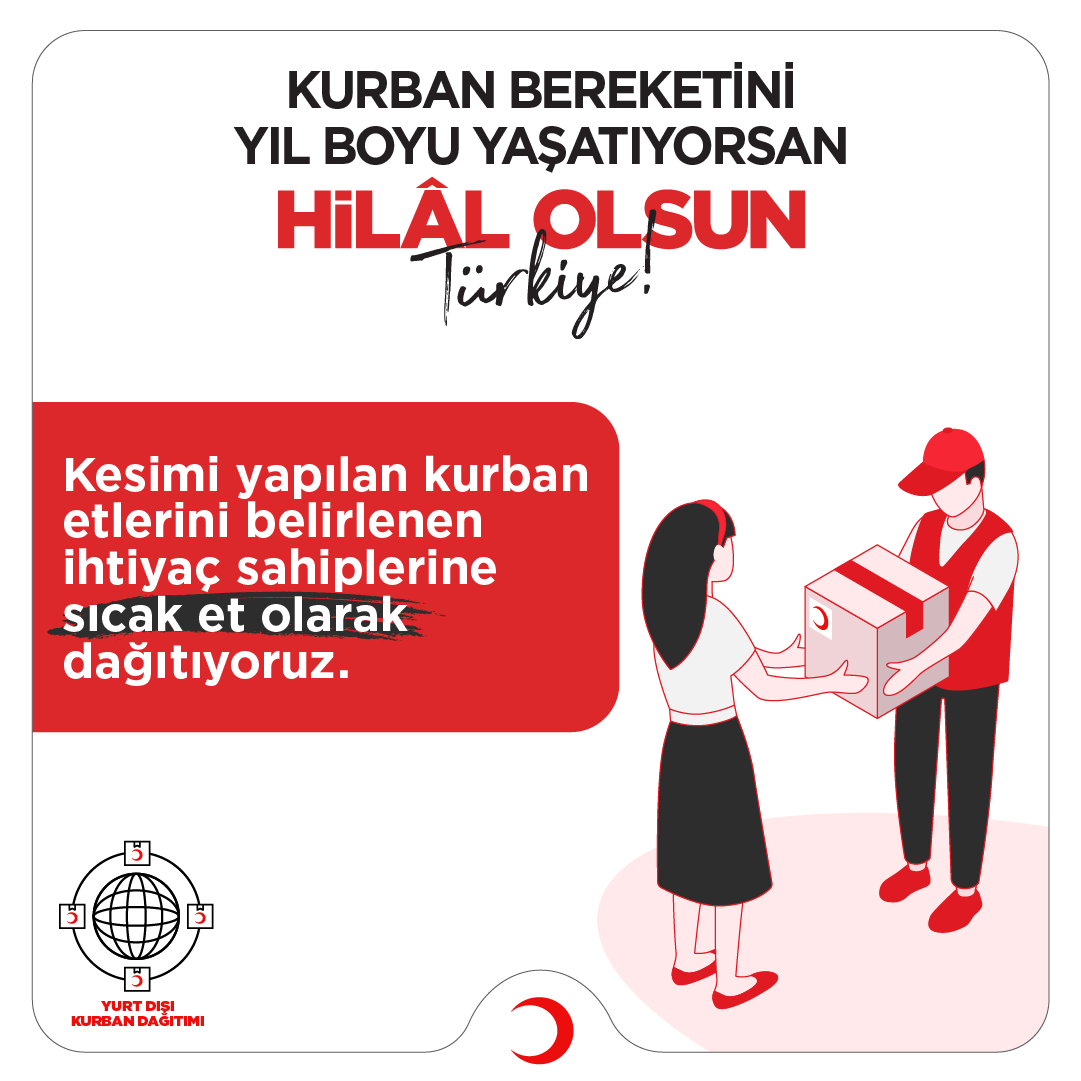 KURBAN BEREKETİNİ
YIL BOYU YAŞATIYORSAN
HiLÂL OLSUN
Türkiye!
Kesimi yapılan kurban
etlerini belirlenen
ihtiyaç sahiplerine
sıcak et olarak
dağıtıyoruz.
YURT DIŞI
KURBAN DAĞITIMI